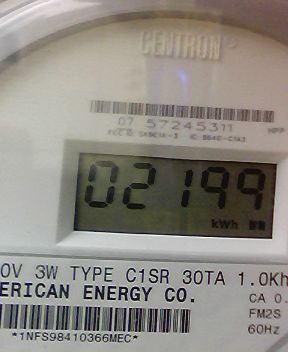 CENTRON
07 57245311 HPP
02199
kWh
0V 3W TYPE C1SR 30TA 1.0Kh
ERICAN ENERGY CO.
CA 0.
FM2S
*1NFS98410366MEC* 60Hz